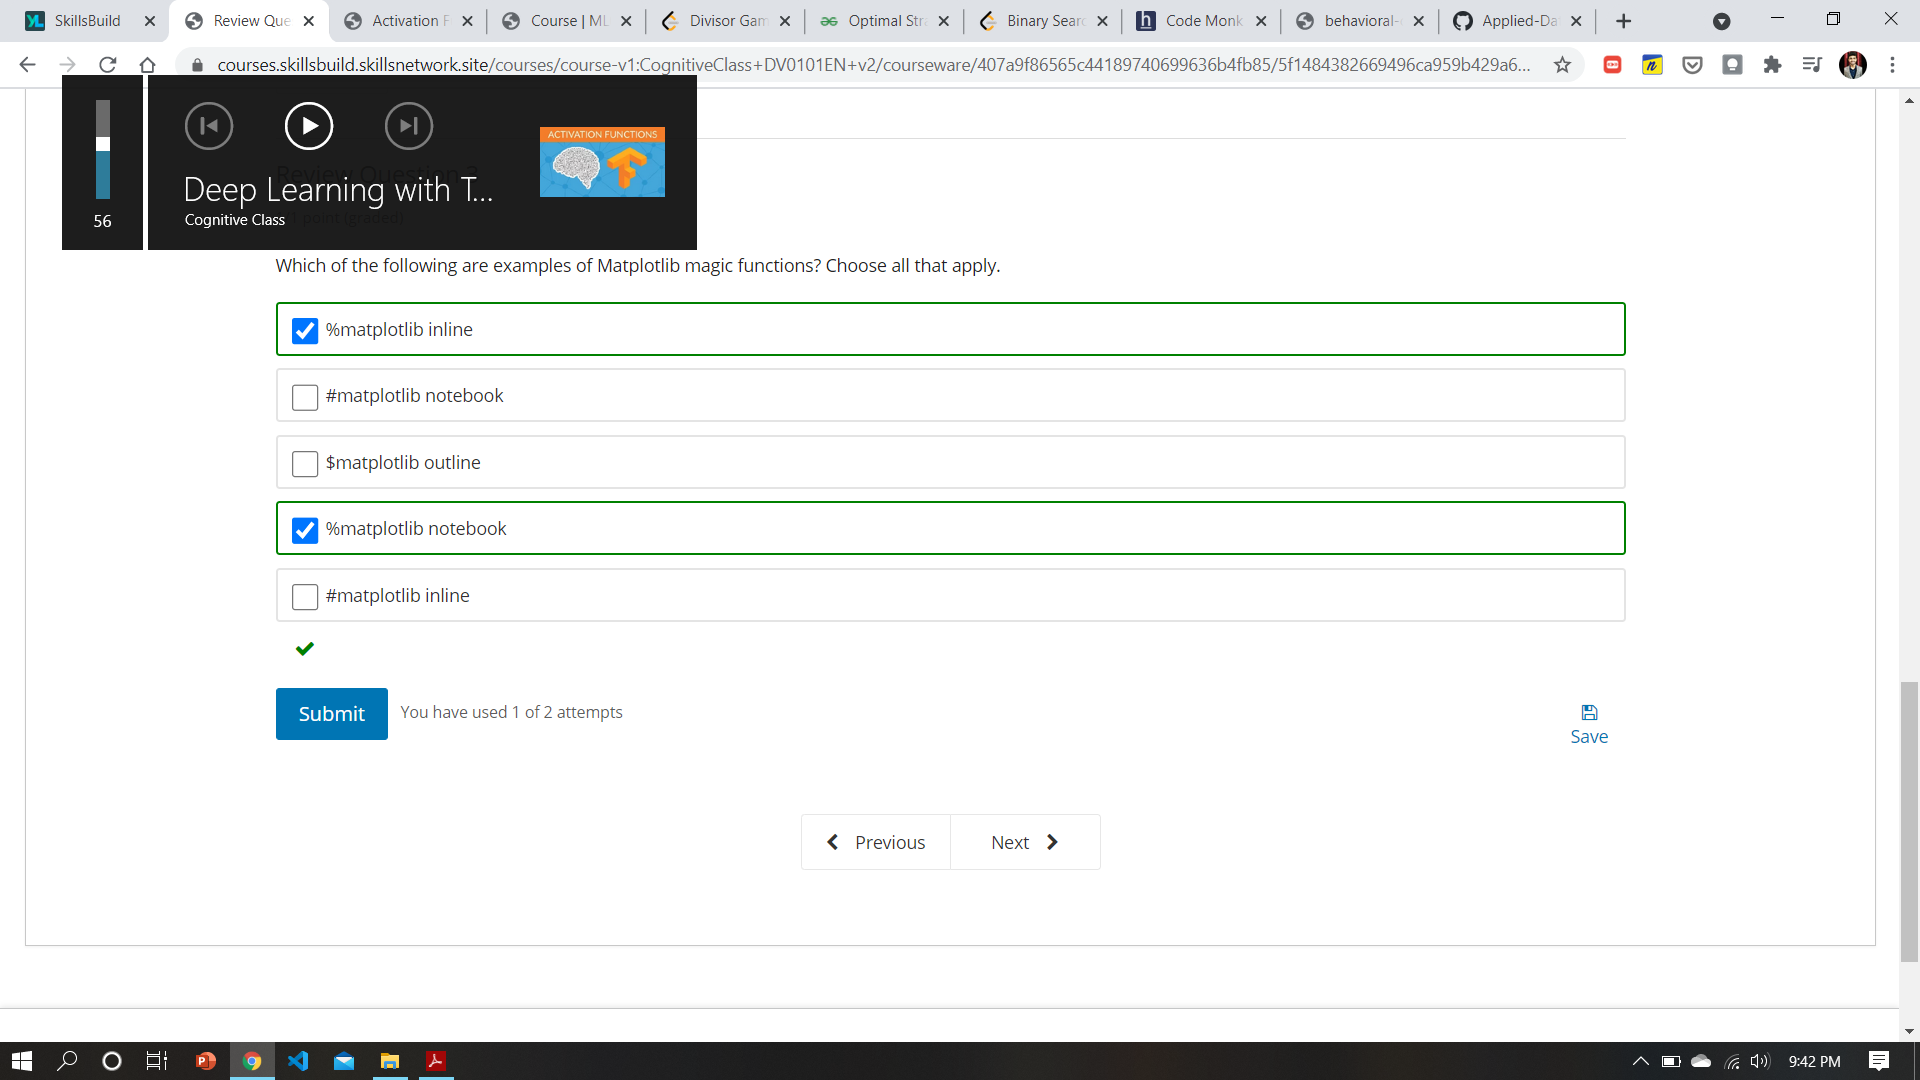 SkillsBuild
Review Que
Activation F
Course | ML
Divisor Gam
Optimal Stra
Binary Searc
Code Monk
behavioral-
Applied-Da
courses.skillsbuild.skillsnetwork.site/courses/course-v1:CognitiveClass+DV0101EN+v2/courseware/407a9f86565c44189740699636b4fb85/5f1484382669496ca959b429a6...
ACTIVATION FUNCTIONS
Review Question 3
Deep Learning with T...
Cognitive Class
point (graded)
56
Which of the following are examples of Matplotlib magic functions? Choose all that apply.
%matplotlib inline
#matplotlib notebook
$matplotlib outline
%matplotlib notebook
#matplotlib inline
Submit
You have used 1 of 2 attempts
Save
Previous
Next
9:42 PM